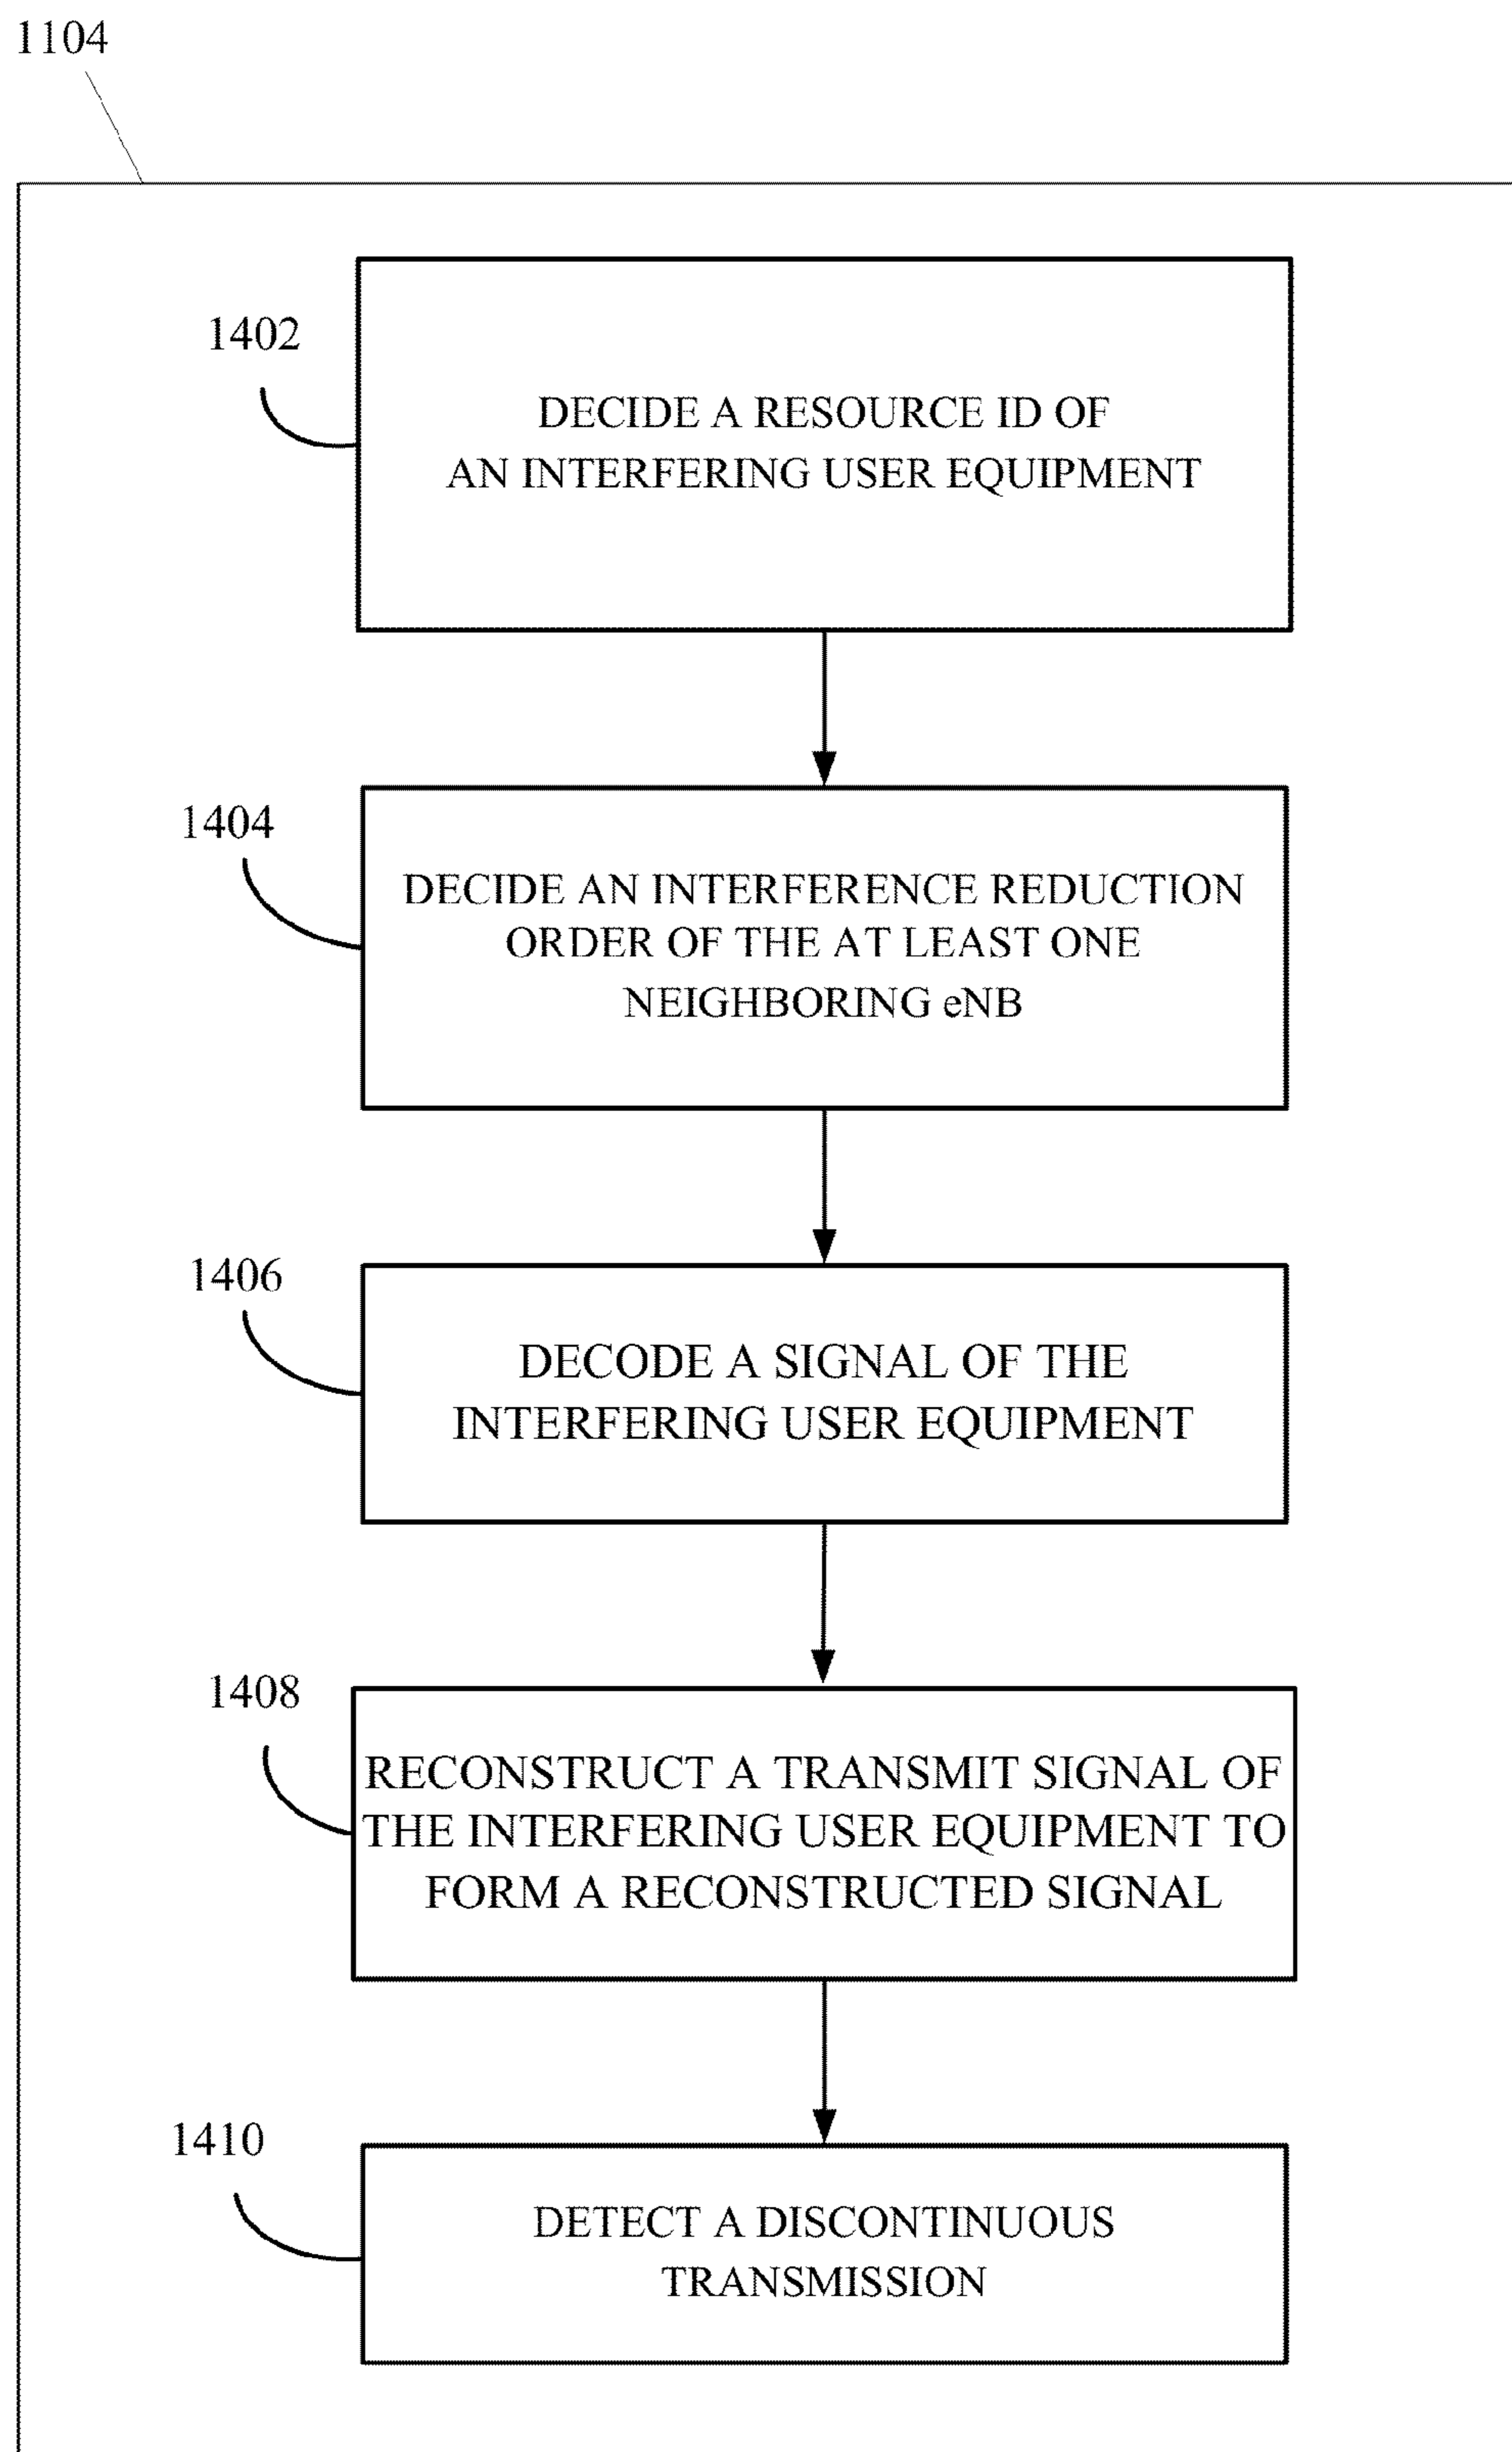 1104
1402
DECIDE A RESOURCE ID OF
AN INTERFERING USER EQUIPMENT
1404
DECIDE AN INTERFERENCE REDUCTION
ORDER OF THE AT LEAST ONE
NEIGHBORING eNB
1406
DECODE A SIGNAL OF THE
INTERFERING USER EQUIPMENT
1408
RECONSTRUCT A TRANSMIT SIGNAL OF
THE INTERFERING USER EQUIPMENT TO
FORM A RECONSTRUCTED SIGNAL
1410
DETECT A DISCONTINUOUS
TRANSMISSION